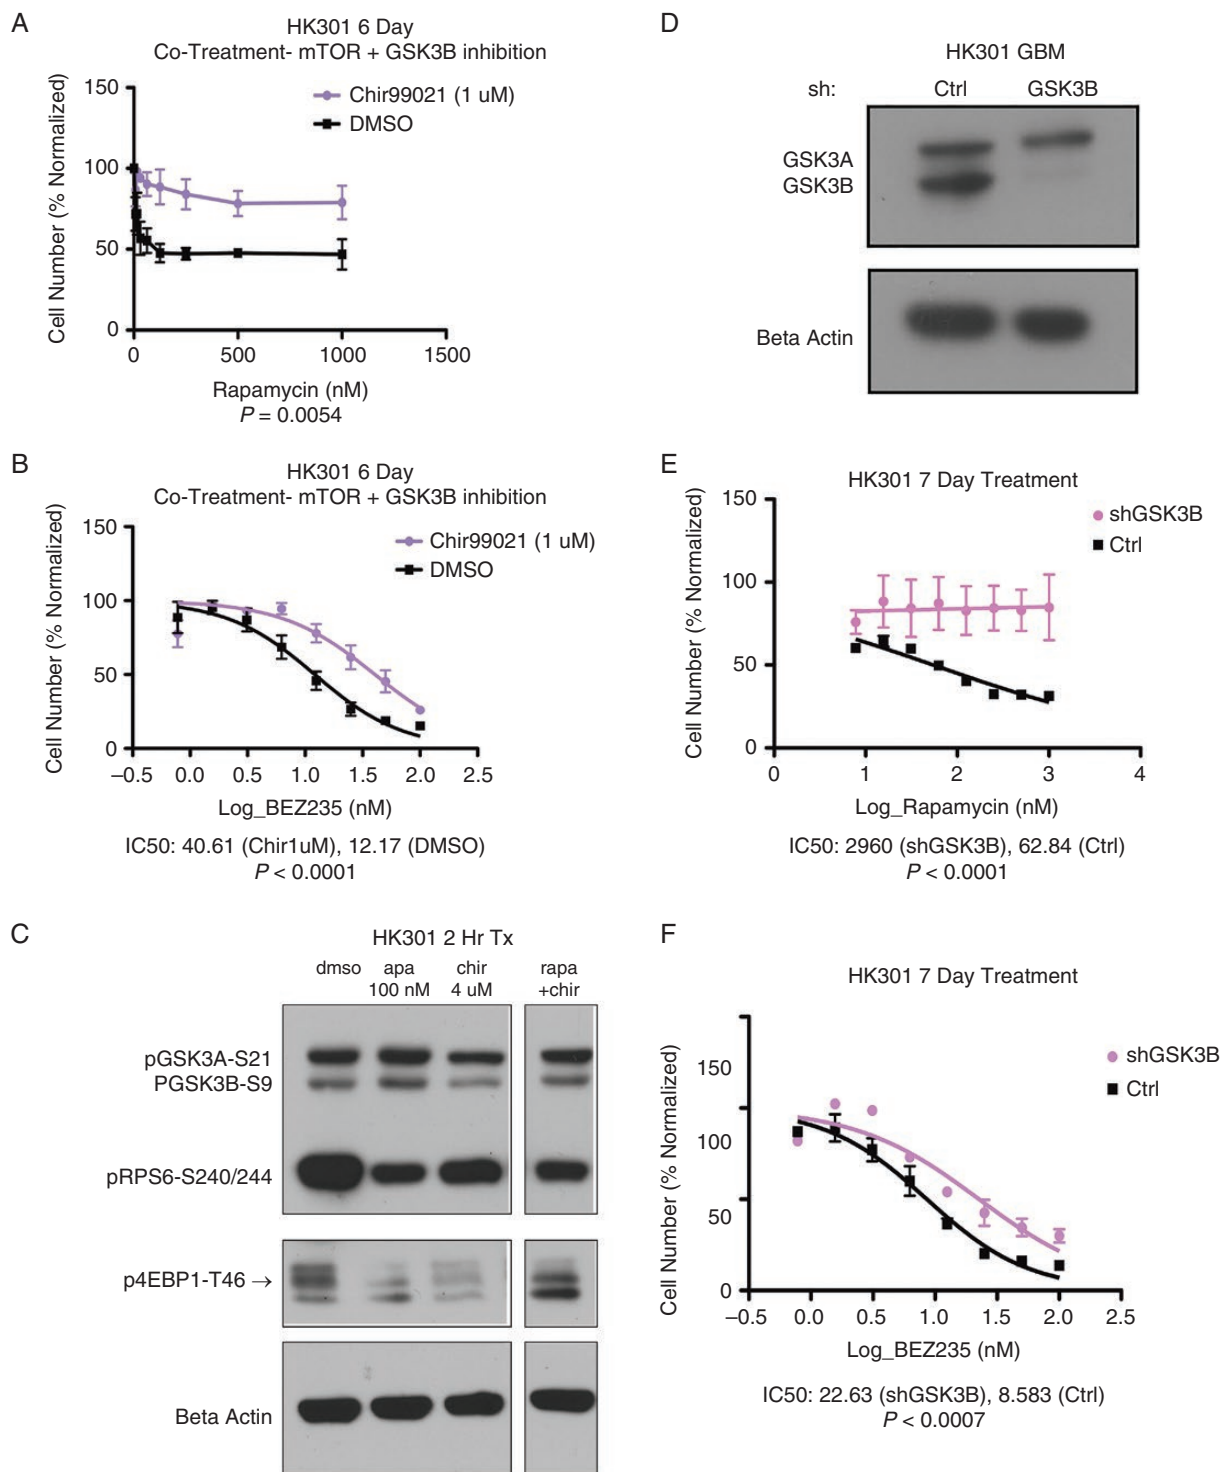 A
HK301 6 Day
Co-Treatment- mTOR + GSK3B inhibition
Cell Number (% Normalized)
150
100
50
0
Chir99021 (1 uM)
DMSO
0 500 1000 1500
Rapamycin (nM)
P = 0.0054
B
HK301 6 Day
Co-Treatment- mTOR + GSK3B inhibition
Cell Number (% Normalized)
150
100
50
0
Chir99021 (1 uM)
DMSO
–0.5 0.0 0.5 1.0 1.5 2.0 2.5
Log_BEZ235 (nM)
IC50: 40.61 (Chir1uM), 12.17 (DMSO)
P < 0.0001
C
HK301 2 Hr Tx
dmso apa chir rapa
100 nM 4 uM +chir
pGSK3A-S21
PGSK3B-S9
pRPS6-S240/244
p4EBP1-T46 →
Beta Actin
D
HK301 GBM
sh: Ctrl GSK3B
GSK3A
GSK3B
Beta Actin
E
HK301 7 Day Treatment
Cell Number (% Normalized)
150
100
50
0
shGSK3B
Ctrl
0 1 2 3 4
Log_Rapamycin (nM)
IC50: 2960 (shGSK3B), 62.84 (Ctrl)
P < 0.0001
F
HK301 7 Day Treatment
Cell Number (% Normalized)
150
100
50
0
shGSK3B
Ctrl
–0.5 0.0 0.5 1.0 1.5 2.0 2.5
Log_BEZ235 (nM)
IC50: 22.63 (shGSK3B), 8.583 (Ctrl)
P < 0.0007